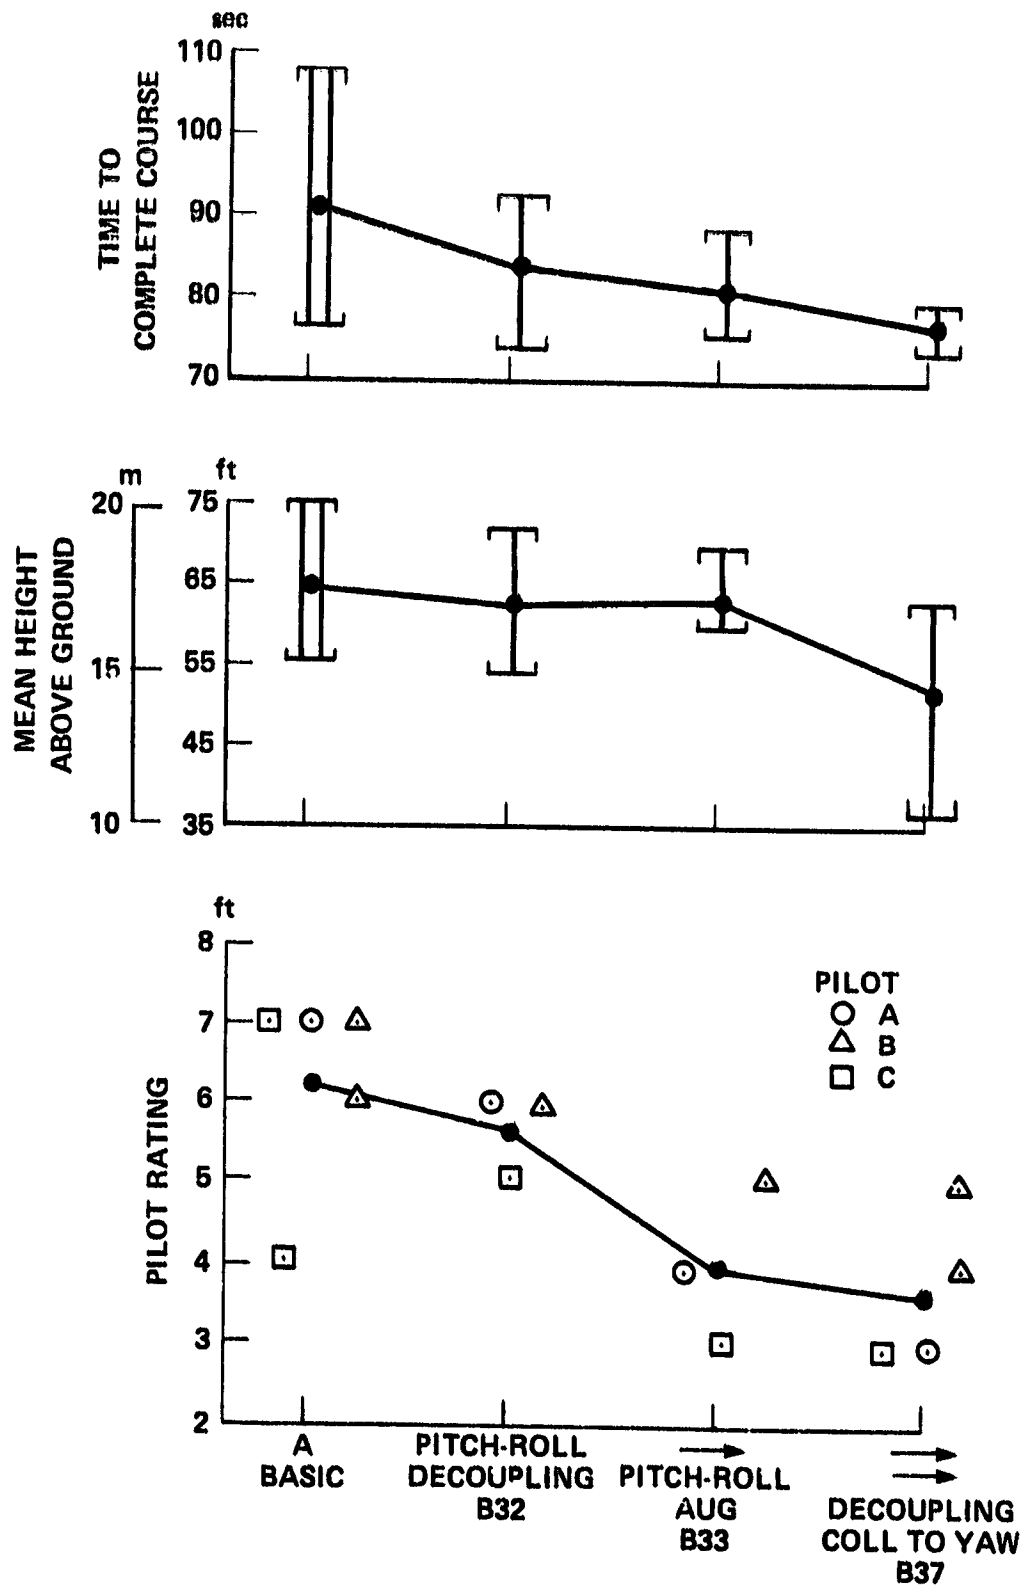 sec
110
100
90
80
70
TIME TO
COMPLETE COURSE
m
ft
20
15
10
75
65
55
45
35
MEAN HEIGHT
ABOVE GROUND
ft
8
7
6
5
4
3
2
PILOT RATING
PILOT
A
B
C
A
BASIC
PITCH-ROLL
DECOUPLING
B32
PITCH-ROLL
AUG
B33
DECOUPLING
COLL TO YAW
B37